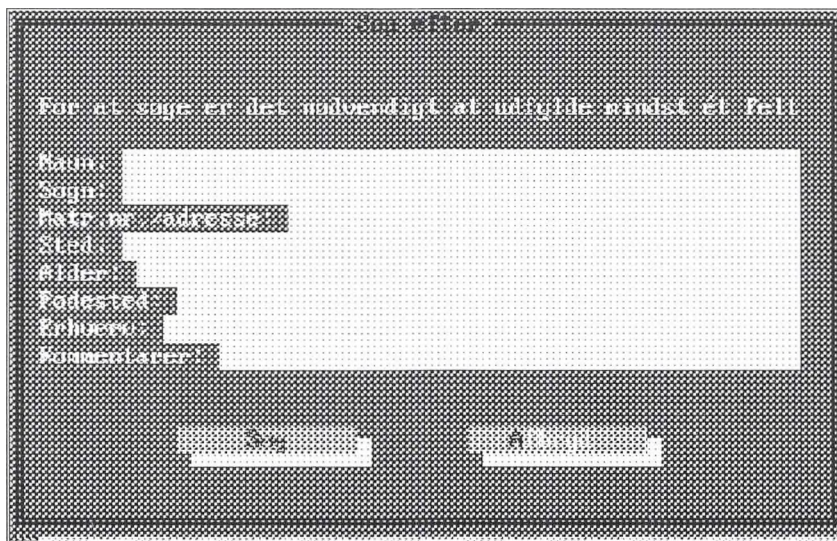 Søg efter
For at søge er det nødvendigt at udfylde mindst ét felt
Navn:
Sogn:
Matr.nr./adresse:
Sted:
Alder:
Fødested:
Erhverv:
Kommentarer:
Søg
Afbryd